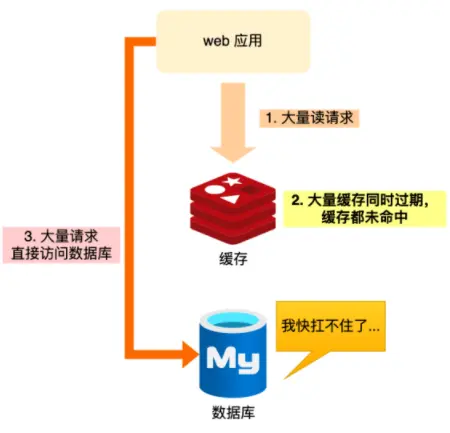 web 应用
1. 大量读请求
2. 大量缓存同时过期，
缓存都未命中
缓存
3. 大量请求
直接访问数据库
我快扛不住了...
My
数据库